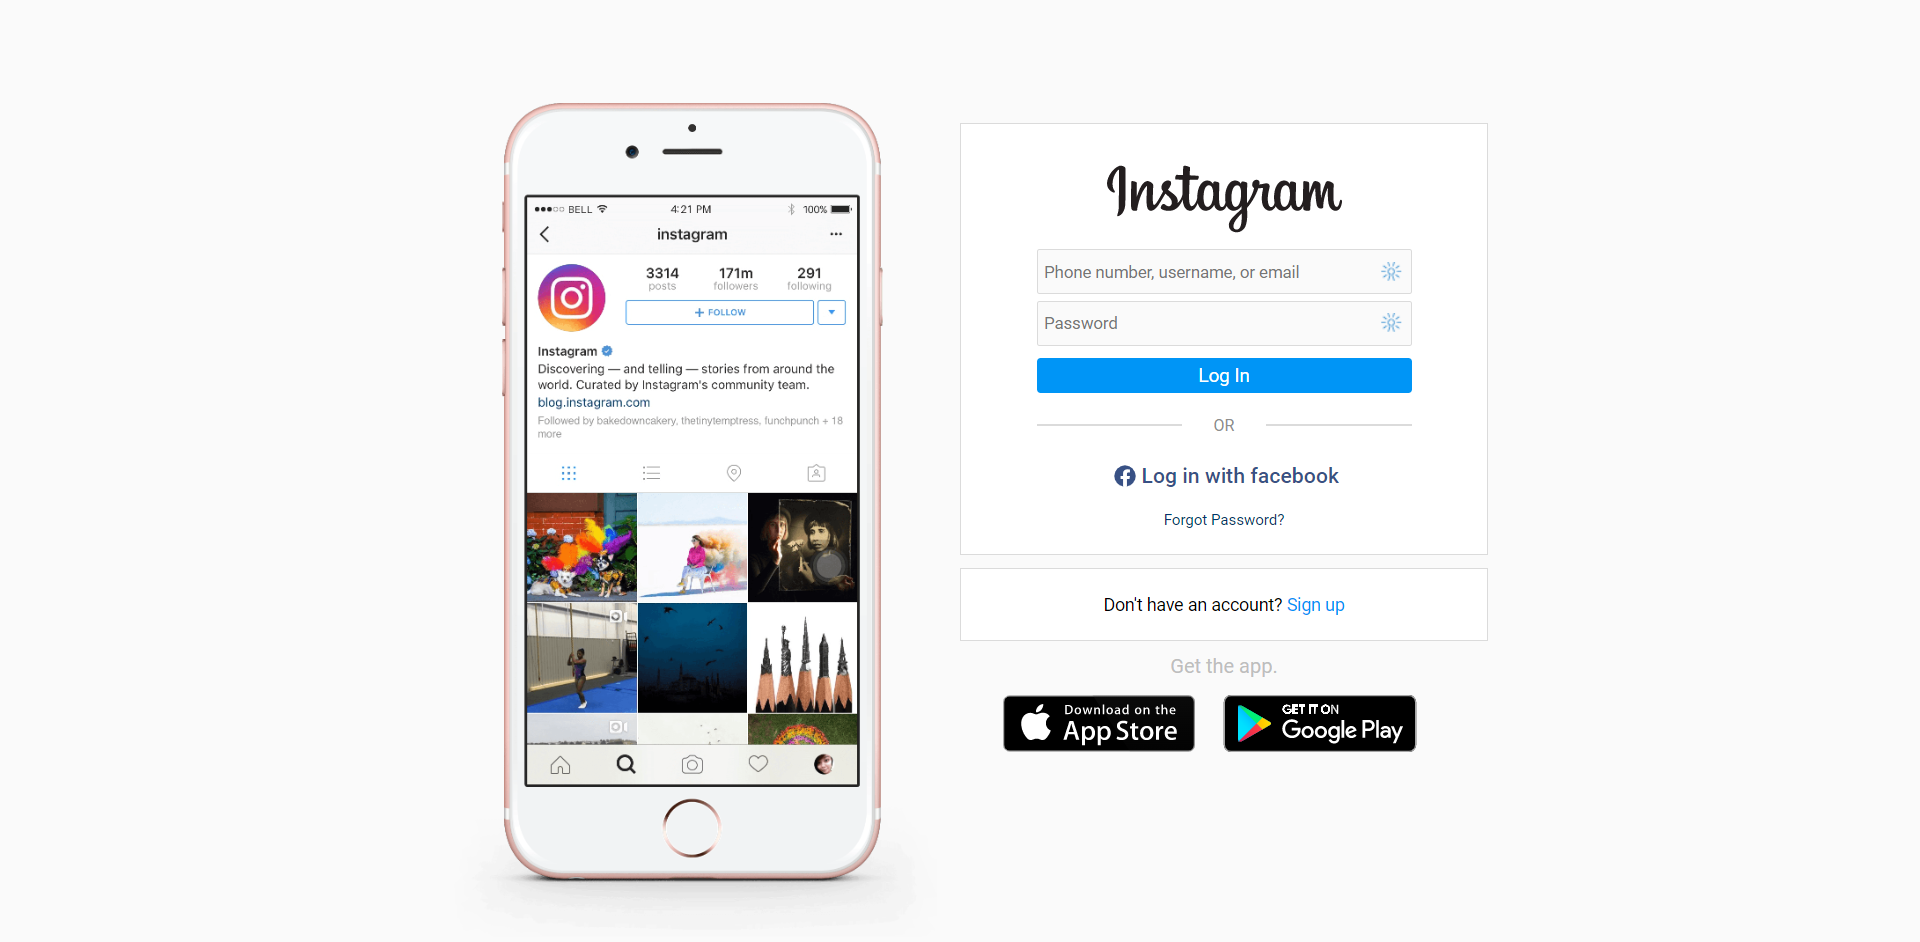 BELL 4:21 PM 100%
instagram
3314 171m 291
posts followers following
+ FOLLOW
Instagram
Discovering — and telling — stories from around the
world. Curated by Instagram's community team.
blog.instagram.com
Followed by bakedowncakery, thetinytemptress, funchpunch + 18
more
Instagram
Phone number, username, or email
Password
Log In
OR
Log in with facebook
Forgot Password?
Don't have an account? Sign up
Get the app.
Download on the
App Store
GET IT ON
Google Play